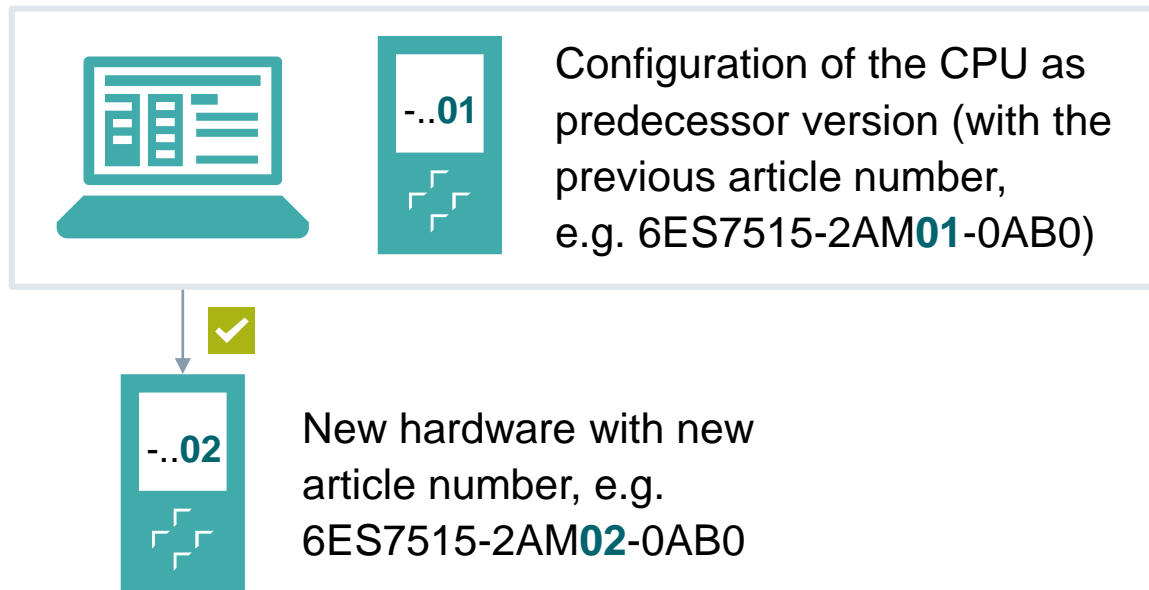 -..01
Configuration of the CPU as
predecessor version (with the
previous article number,
e.g. 6ES7515-2AM01-0AB0)
-..02
New hardware with new
article number, e.g.
6ES7515-2AM02-0AB0